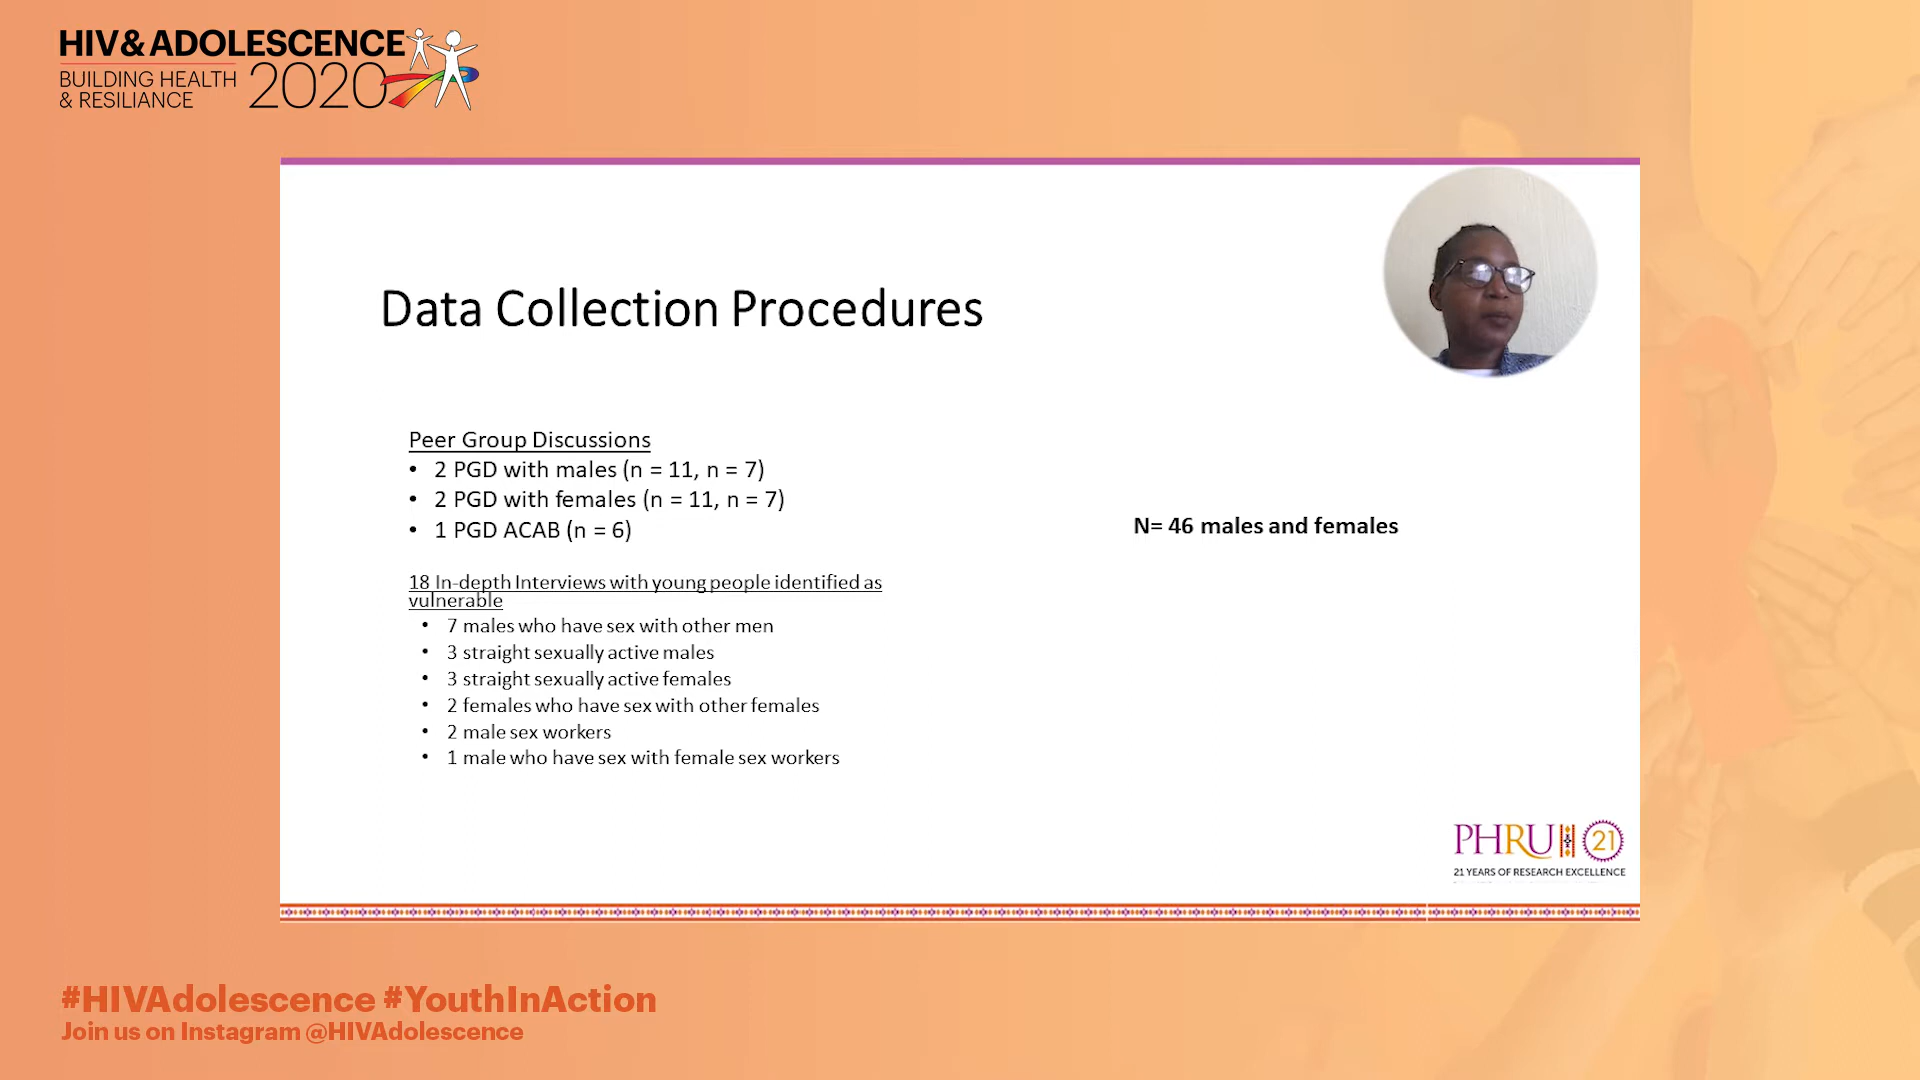 HIV & ADOLESCENCE
BUILDING HEALTH
& RESILIANCE
2020
Data Collection Procedures
Peer Group Discussions
• 2 PGD with males (n = 11, n = 7)
• 2 PGD with females (n = 11, n = 7)
• 1 PGD ACAB (n = 6)
N= 46 males and females
18 In-depth Interviews with young people identified as
vulnerable
• 7 males who have sex with other men
• 3 straight sexually active males
• 3 straight sexually active females
• 2 females who have sex with other females
• 2 male sex workers
• 1 male who have sex with female sex workers
PHRU 21
21 YEARS OF RESEARCH EXCELLENCE
#HIVAdolescence #YouthInAction
Join us on Instagram @HIVAdolescence